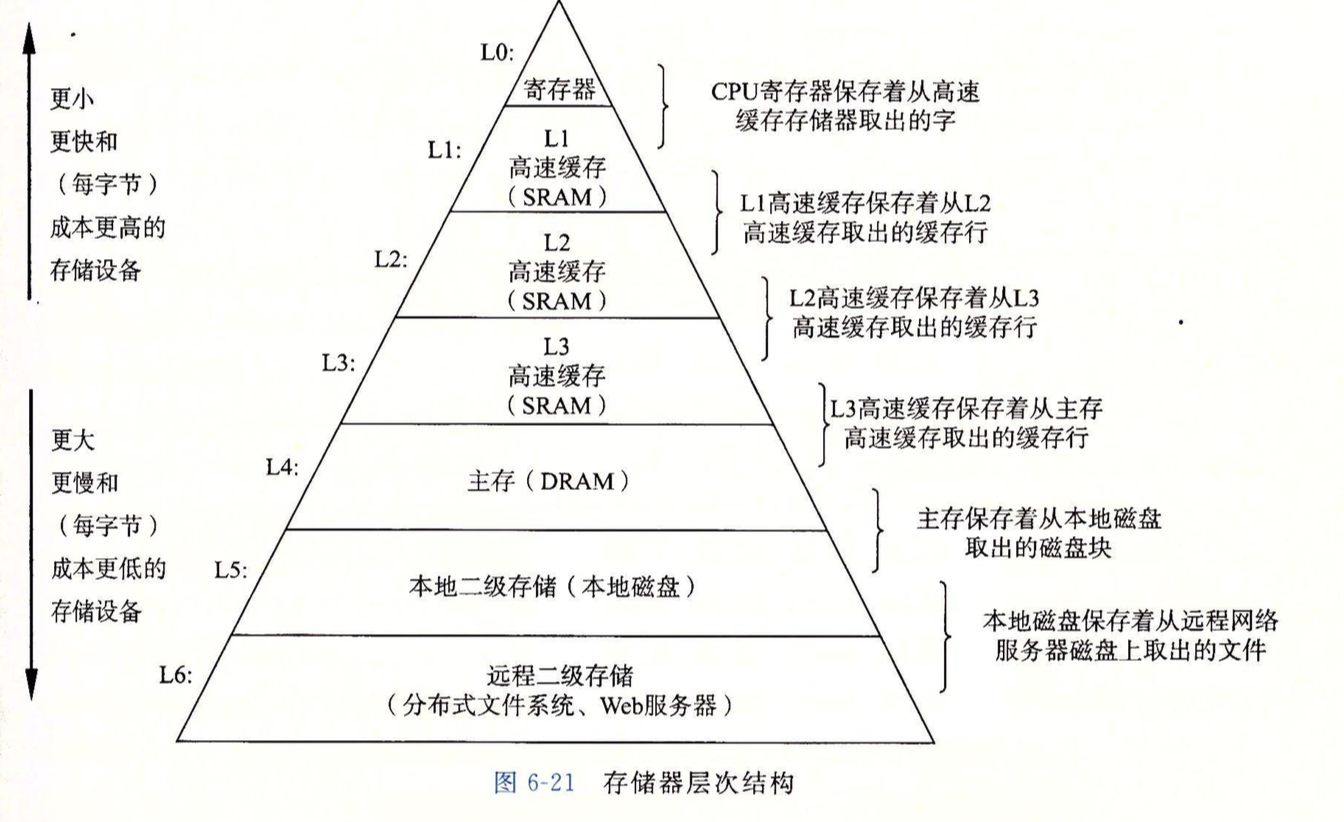 L0:
寄存器
CPU寄存器保存着从高速
缓存存储器取出的字
更小
更快和
（每字节）
成本更高的
存储设备
L1:
L1
高速缓存
（SRAM）
L1高速缓存保存着从L2
高速缓存取出的缓存行
L2:
L2
高速缓存
（SRAM）
L2高速缓存保存着从L3
高速缓存取出的缓存行
L3:
L3
高速缓存
（SRAM）
L3高速缓存保存着从主存
高速缓存取出的缓存行
更大
更慢和
（每字节）
成本更低的
存储设备
L4:
主存（DRAM）
主存保存着从本地磁盘
取出的磁盘块
L5:
本地二级存储（本地磁盘）
本地磁盘保存着从远程网络
服务器磁盘上取出的文件
L6:
远程二级存储
（分布式文件系统、Web服务器）
图 6-21 存储器层次结构